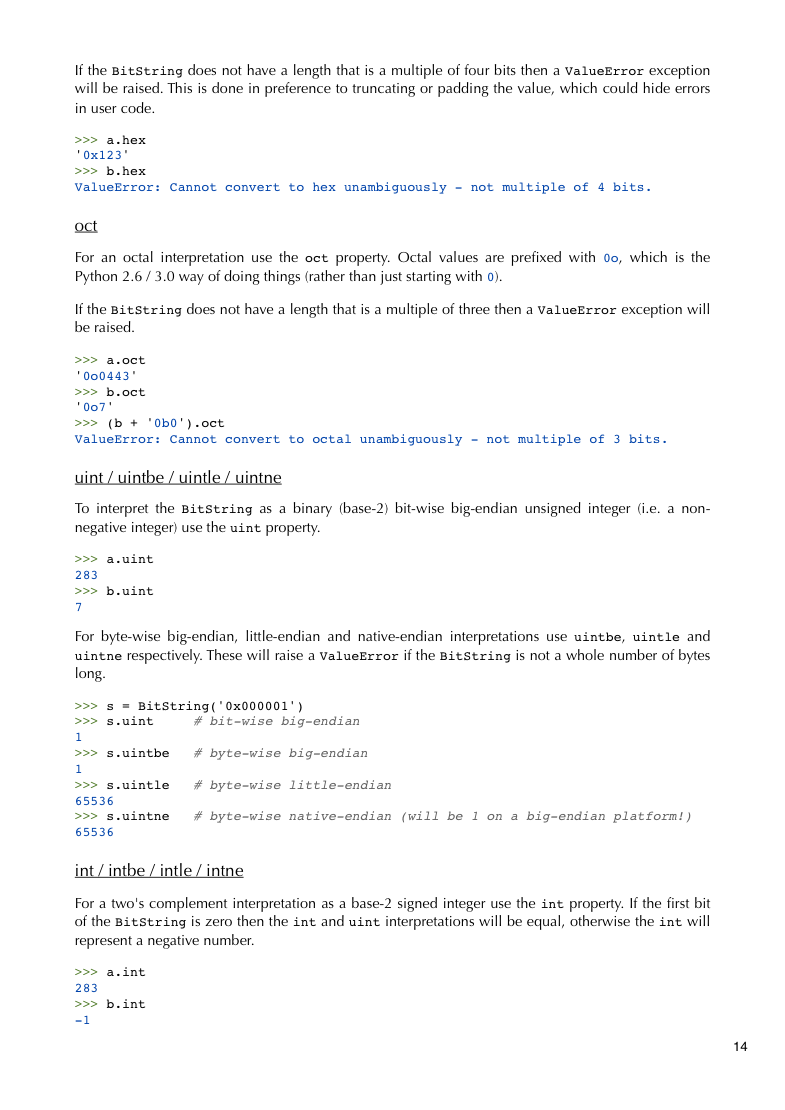 If the BitString does not have a length that is a multiple of four bits then a ValueError exception
will be raised. This is done in preference to truncating or padding the value, which could hide errors
in user code.
>>> a.hex
'0x123'
>>> b.hex
ValueError: Cannot convert to hex unambiguously - not multiple of 4 bits.
oct
For an octal interpretation use the oct property. Octal values are prefixed with 0o, which is the
Python 2.6 / 3.0 way of doing things (rather than just starting with 0).
If the BitString does not have a length that is a multiple of three then a ValueError exception will
be raised.
>>> a.oct
'0o0443'
>>> b.oct
'0o7'
>>> (b + '0b0').oct
ValueError: Cannot convert to octal unambiguously - not multiple of 3 bits.
uint / uintbe / uintle / uintne
To interpret the BitString as a binary (base-2) bit-wise big-endian unsigned integer (i.e. a non-
negative integer) use the uint property.
>>> a.uint
283
>>> b.uint
7
For byte-wise big-endian, little-endian and native-endian interpretations use uintbe, uintle and
uintne respectively. These will raise a ValueError if the BitString is not a whole number of bytes
long.
>>> s = BitString('0x000001')
>>> s.uint     # bit-wise big-endian
1
>>> s.uintbe   # byte-wise big-endian
1
>>> s.uintle   # byte-wise little-endian
65536
>>> s.uintne   # byte-wise native-endian (will be 1 on a big-endian platform!)
65536
int / intbe / intle / intne
For a two's complement interpretation as a base-2 signed integer use the int property. If the first bit
of the BitString is zero then the int and uint interpretations will be equal, otherwise the int will
represent a negative number.
>>> a.int
283
>>> b.int
-1
14